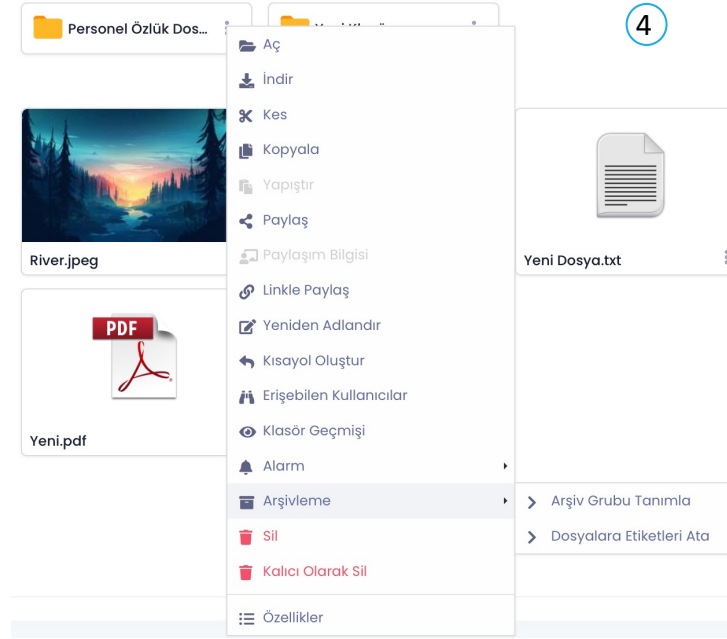 Personel Özlük Dos...
4
Aç
İndir
Kes
Kopyala
Yapıştır
Paylaş
Paylaşım Bilgisi
Linkle Paylaş
Yeniden Adlandır
Kısayol Oluştur
Erişebilen Kullanıcılar
Klasör Geçmişi
Alarm
Arşivleme
Sil
Kalıcı Olarak Sil
Özellikler
Arşiv Grubu Tanımla
Dosyalara Etiketleri Ata
River.jpeg
Yeni Dosya.txt
PDF
Yeni.pdf